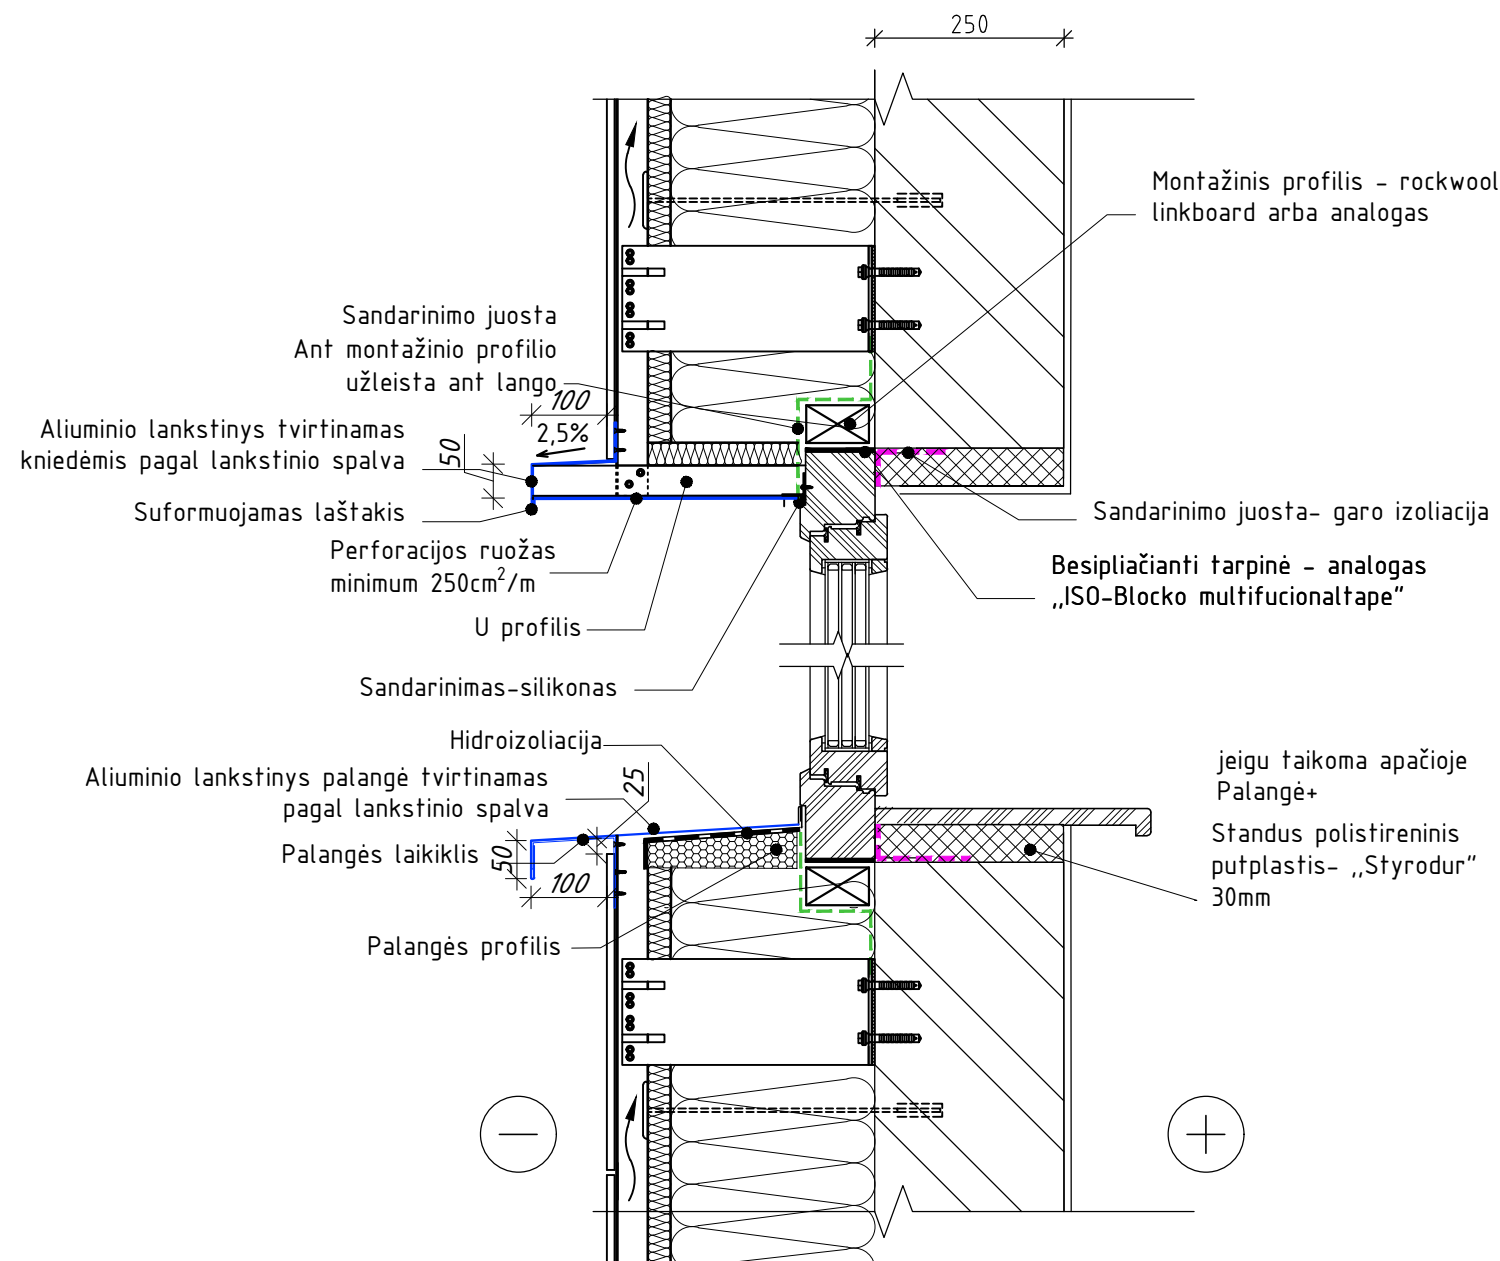 250
Montažinis profilis - rockwool
linkboard arba analogas
Sandarinimo juosta
Ant montažinio profilio
užleista ant lango
100
2,5%
50
Aliuminio lankstinys tvirtinamas
kniedėmis pagal lankstinio spalva
Suformuojamas laštakis
Perforacijos ruožas
minimum 250cm²/m
U profilis
Sandarinimas-silikonas
Sandarinimo juosta- garo izoliacija
Besipliačianti tarpinė - analogas
,,ISO-Blocko multifucionaltape"
Hidroizoliacija
Aliuminio lankstinys palangė tvirtinamas
pagal lankstinio spalva
25
Palangės laikiklis
50
100
Palangės profilis
jeigu taikoma apačioje
Palangė+
Standus polistireninis
putplastis- ,,Styrodur"
30mm